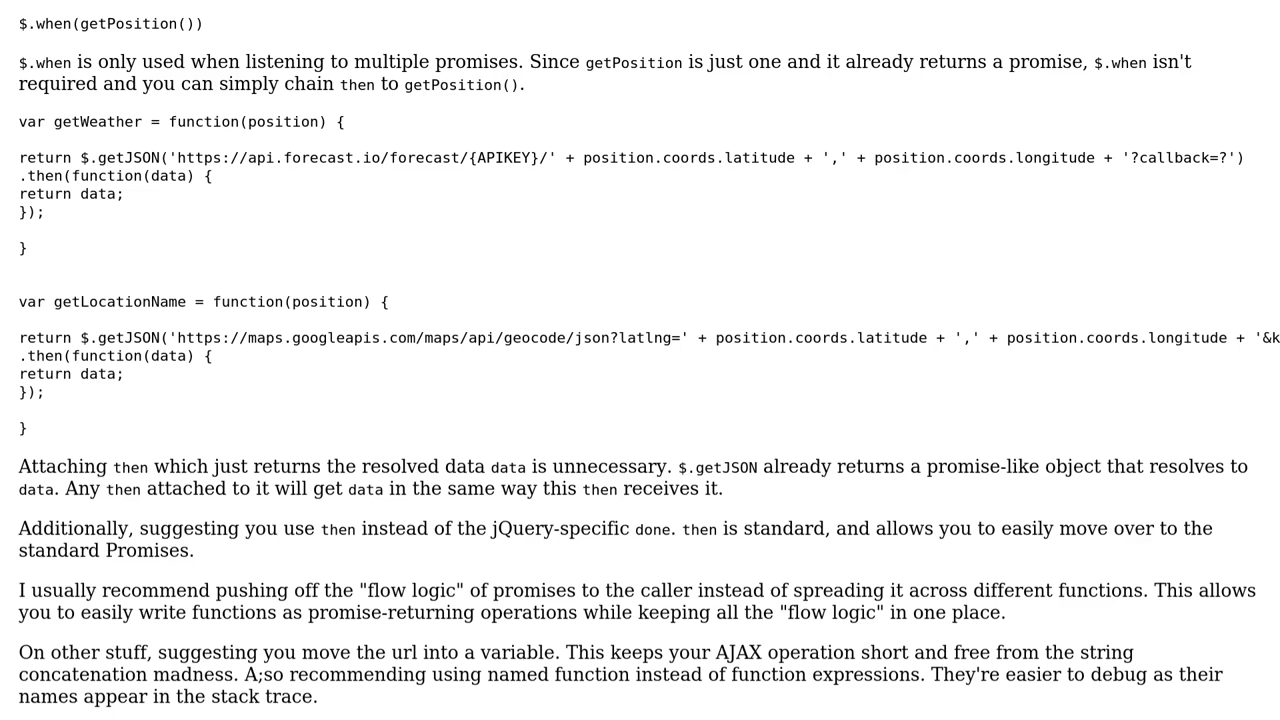 $.when(getPosition())
$.when is only used when listening to multiple promises. Since getPosition is just one and it already returns a promise, $.when isn't
required and you can simply chain then to getPosition().
var getWeather = function(position) {
return $.getJSON('https://api.forecast.io/forecast/{APIKEY}/' + position.coords.latitude + ',' + position.coords.longitude + '?callback=?')
.then(function(data) {
return data;
});
}
var getLocationName = function(position) {
return $.getJSON('https://maps.googleapis.com/maps/api/geocode/json?latlng=' + position.coords.latitude + ',' + position.coords.longitude + '&k
.then(function(data) {
return data;
});
}
Attaching then which just returns the resolved data data is unnecessary. $.getJSON already returns a promise-like object that resolves to
data. Any then attached to it will get data in the same way this then receives it.
Additionally, suggesting you use then instead of the jQuery-specific done. then is standard, and allows you to easily move over to the
standard Promises.
I usually recommend pushing off the "flow logic" of promises to the caller instead of spreading it across different functions. This allows
you to easily write functions as promise-returning operations while keeping all the "flow logic" in one place.
On other stuff, suggesting you move the url into a variable. This keeps your AJAX operation short and free from the string
concatenation madness. A;so recommending using named function instead of function expressions. They're easier to debug as their
names appear in the stack trace.